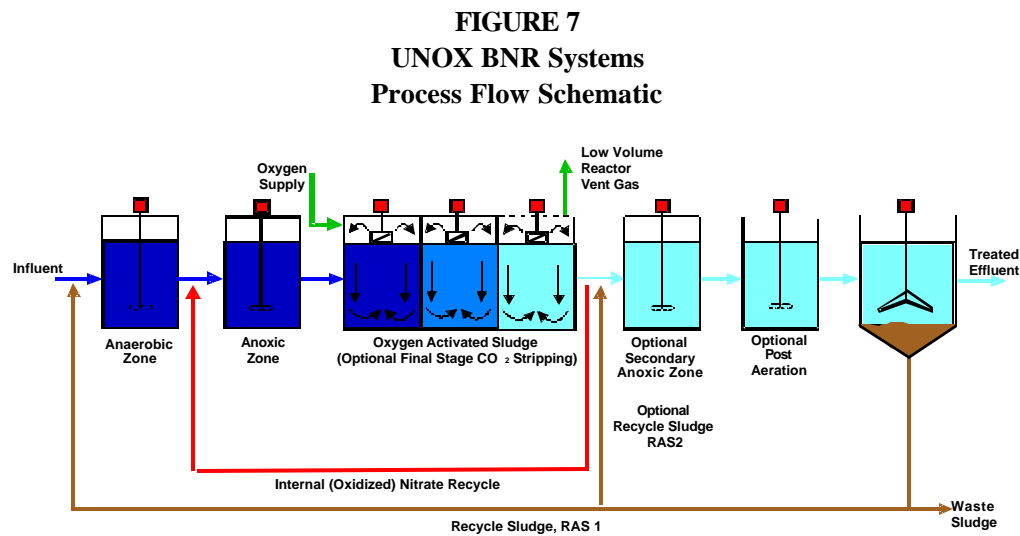 FIGURE 7
UNOX BNR Systems
Process Flow Schematic
Low Volume
Reactor
Vent Gas
Oxygen
Supply
Influent
Treated
Effluent
Anaerobic
Zone
Anoxic
Zone
Oxygen Activated Sludge
(Optional Final Stage CO 2 Stripping)
Optional
Secondary
Anoxic Zone
Optional
Post
Aeration
Optional
Recycle Sludge
RAS2
Internal (Oxidized) Nitrate Recycle
Waste
Sludge
Recycle Sludge, RAS 1